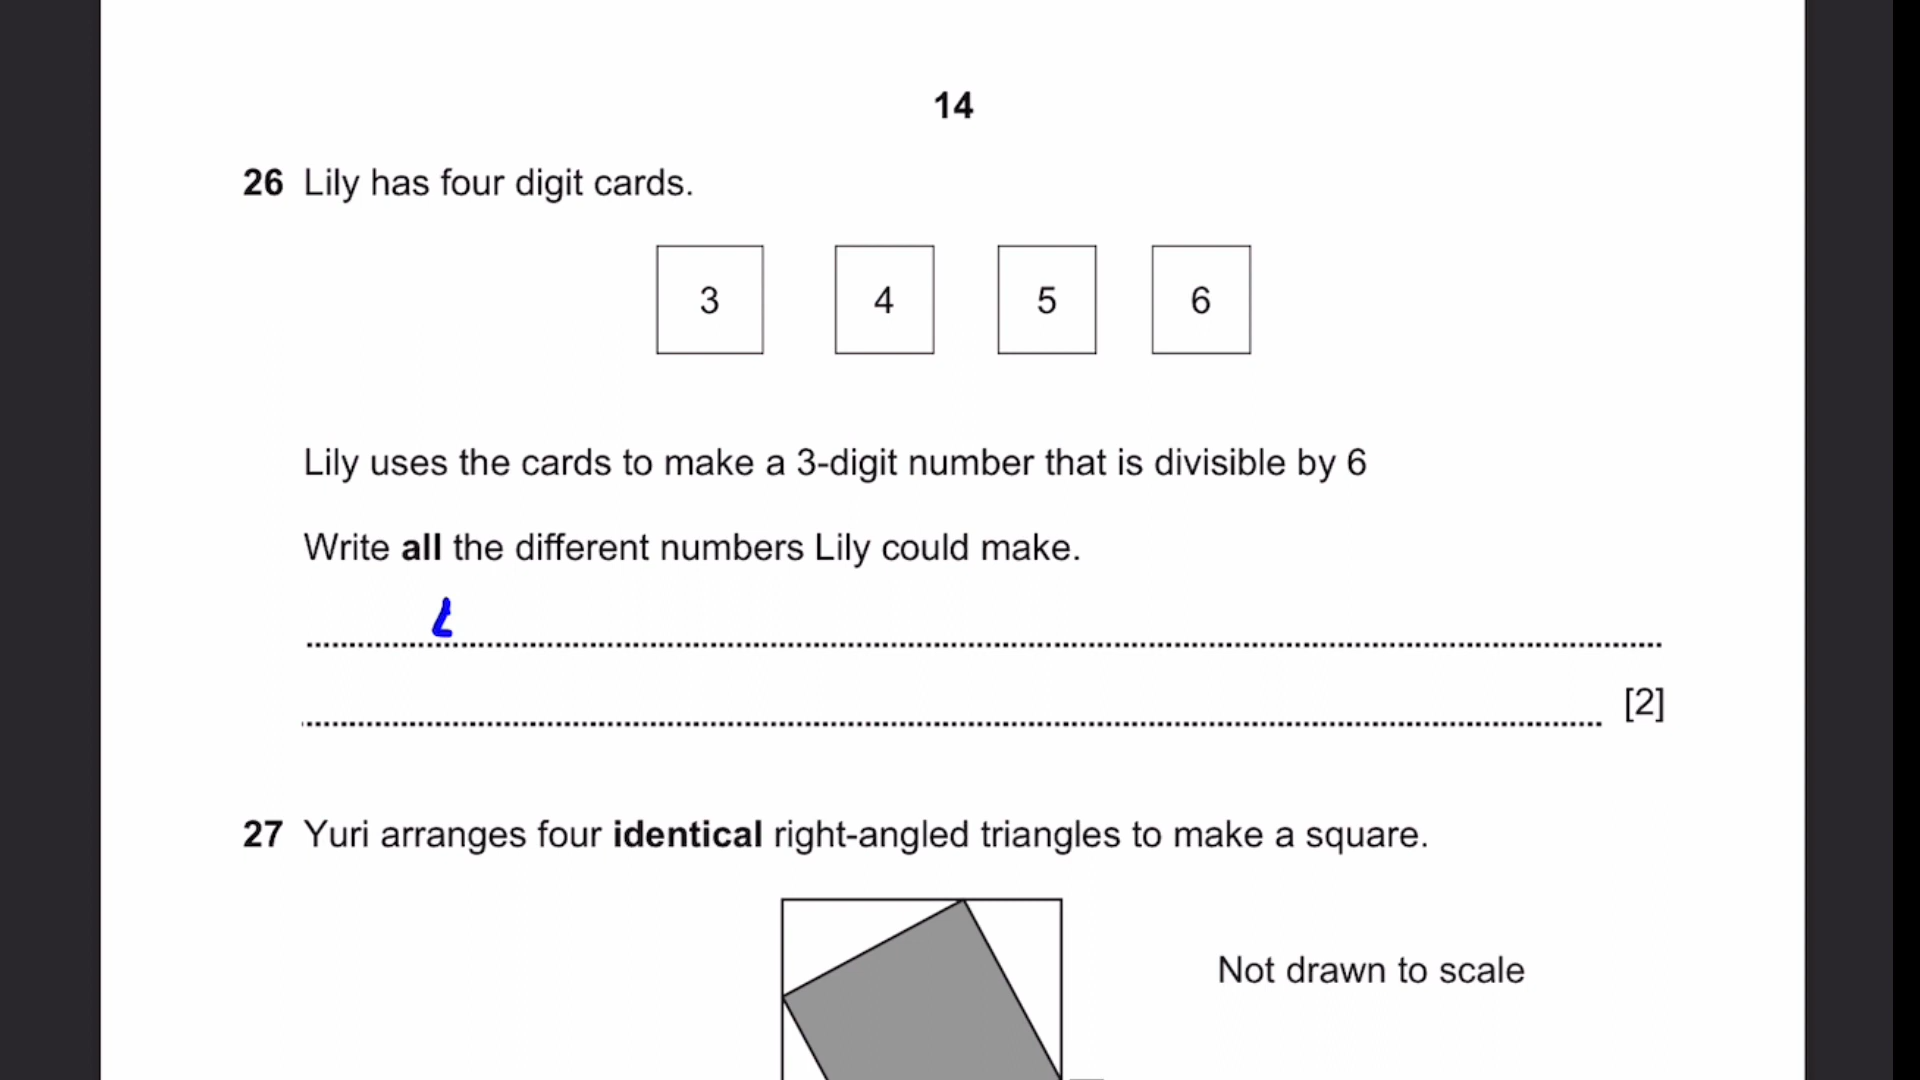 14
26 Lily has four digit cards.
3 4 5 6
Lily uses the cards to make a 3-digit number that is divisible by 6
Write all the different numbers Lily could make.
[2]
27 Yuri arranges four identical right-angled triangles to make a square.
Not drawn to scale